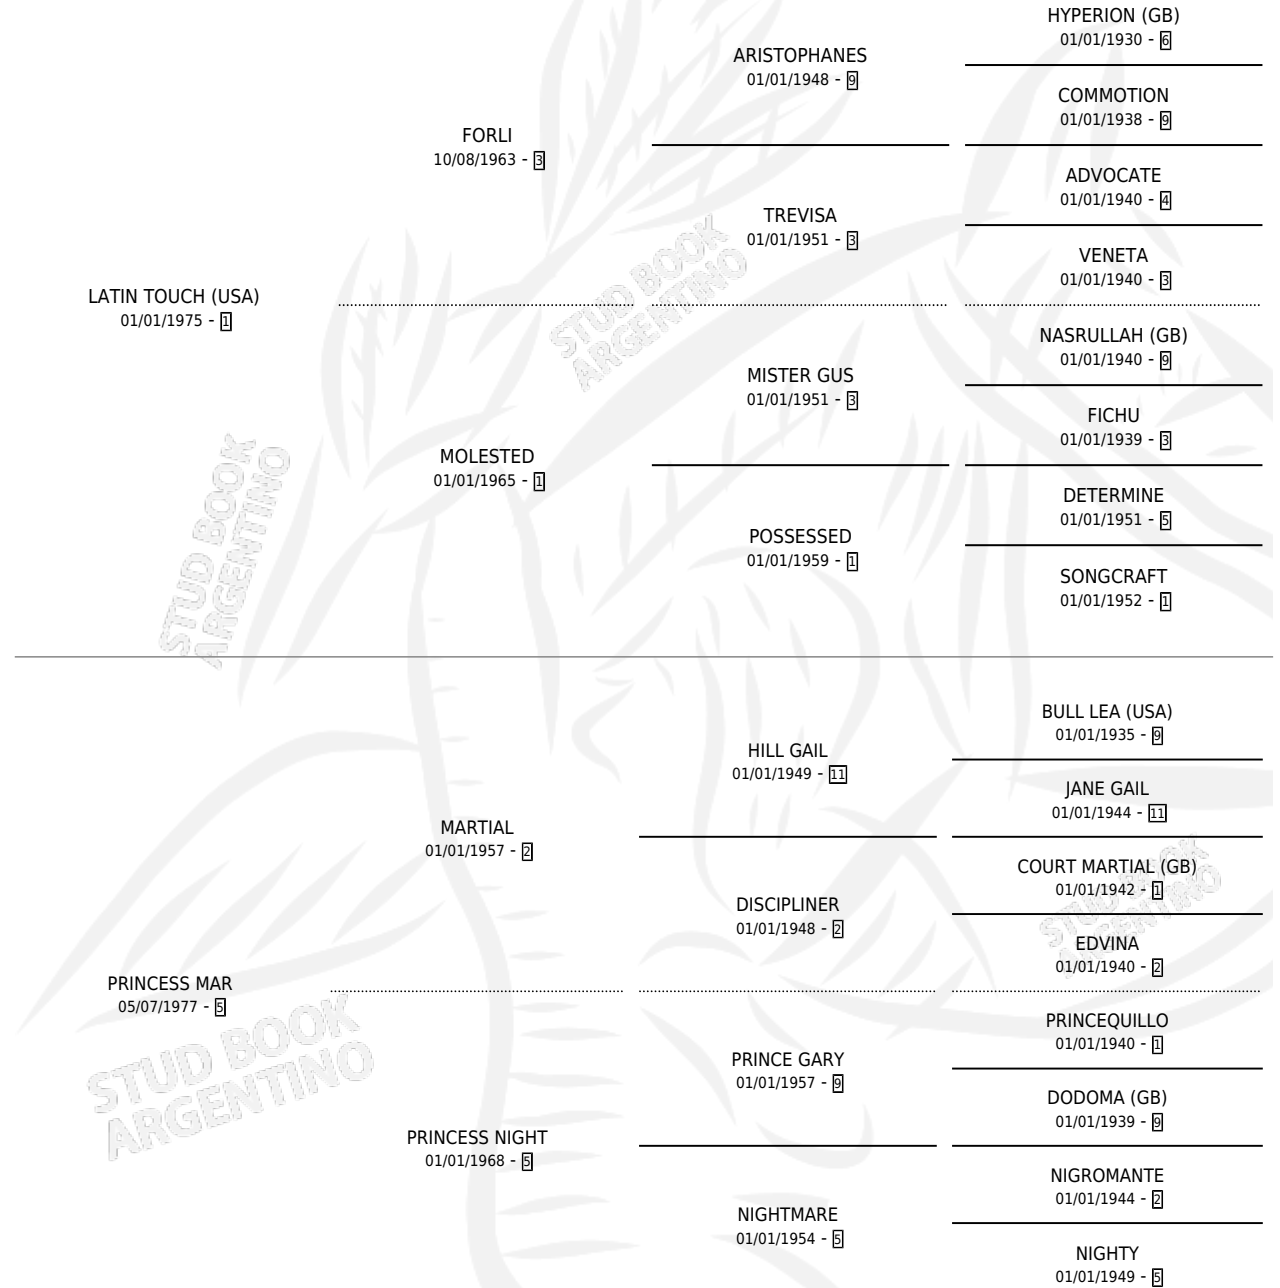 HYPERION (GB)
01/01/1930 - 6
ARISTOPHANES
01/01/1948 - 9
COMMOTION
01/01/1938 - 9
FORLI
10/08/1963 - 3
ADVOCATE
01/01/1940 - 4
TREVISA
01/01/1951 - 3
VENETA
01/01/1940 - 3
LATIN TOUCH (USA)
01/01/1975 - 1
NASRULLAH (GB)
01/01/1940 - 9
MISTER GUS
01/01/1951 - 3
FICHU
01/01/1939 - 3
MOLESTED
01/01/1965 - 1
DETERMINE
01/01/1951 - 5
POSSESSED
01/01/1959 - 1
SONGCRAFT
01/01/1952 - 1
BULL LEA (USA)
01/01/1935 - 9
HILL GAIL
01/01/1949 - 11
JANE GAIL
01/01/1944 - 11
MARTIAL
01/01/1957 - 2
COURT MARTIAL (GB)
01/01/1942 - 1
DISCIPLINER
01/01/1948 - 2
EDVINA
01/01/1940 - 2
PRINCESS MAR
05/07/1977 - 5
PRINCEQUILLO
01/01/1940 - 1
PRINCE GARY
01/01/1957 - 9
DODOMA (GB)
01/01/1939 - 9
PRINCESS NIGHT
01/01/1968 - 5
NIGROMANTE
01/01/1944 - 2
NIGHTMARE
01/01/1954 - 5
NIGHTY
01/01/1949 - 5
STUD BOOK
ARGENTINO
STUD BOOK
ARGENTINO
STUD BOOK
ARGENTINO
STUD BOOK
ARGENTINO